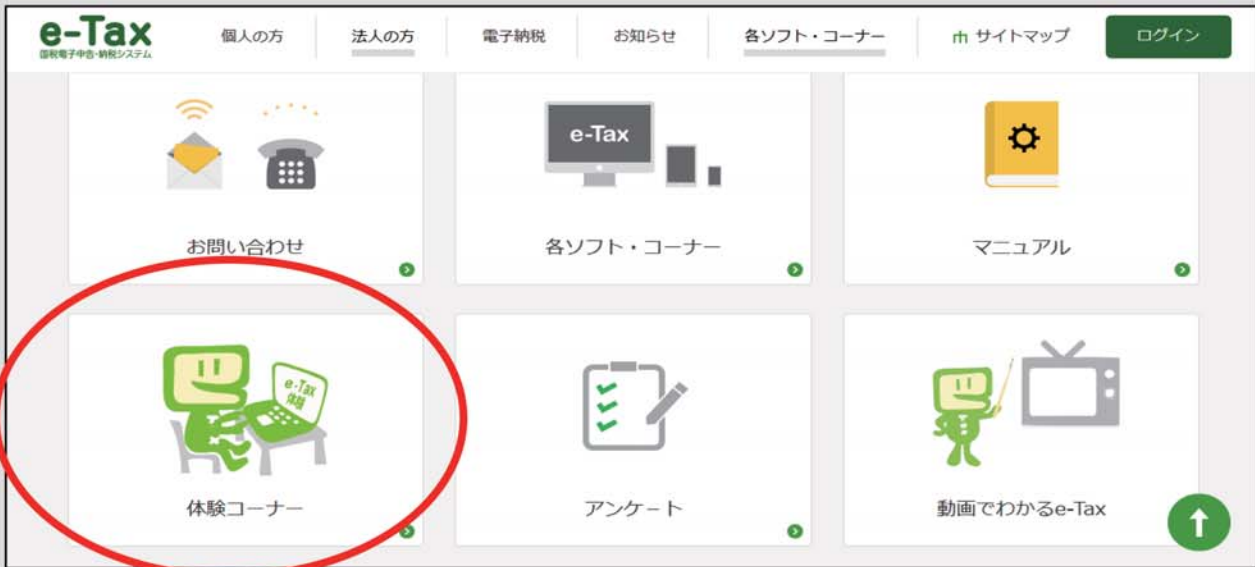 e-Tax
国税電子申告・納税システム
個人の方
法人の方
電子納税
お知らせ
各ソフト・コーナー
サイトマップ
ログイン
e-Tax
お問い合わせ
各ソフト・コーナー
マニュアル
e-Tax
体験
体験コーナー
アンケート
動画でわかるe-Tax